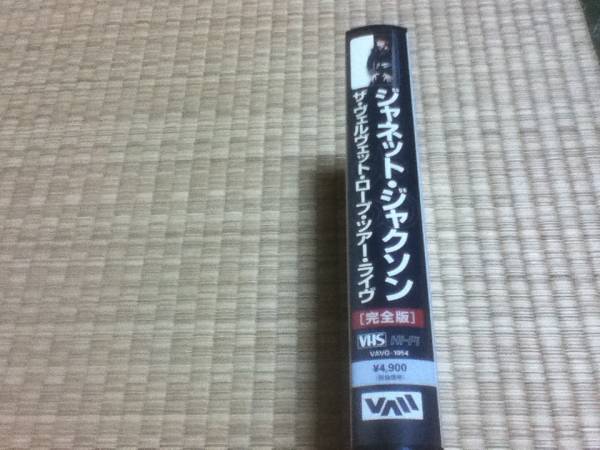 ジャネット・ジャクソン
ザ・ヴェルヴェット・ロープ・ツアー・ライヴ
[完全版]
VHS HI-FI
VAVG-1054
¥4,900
VAII